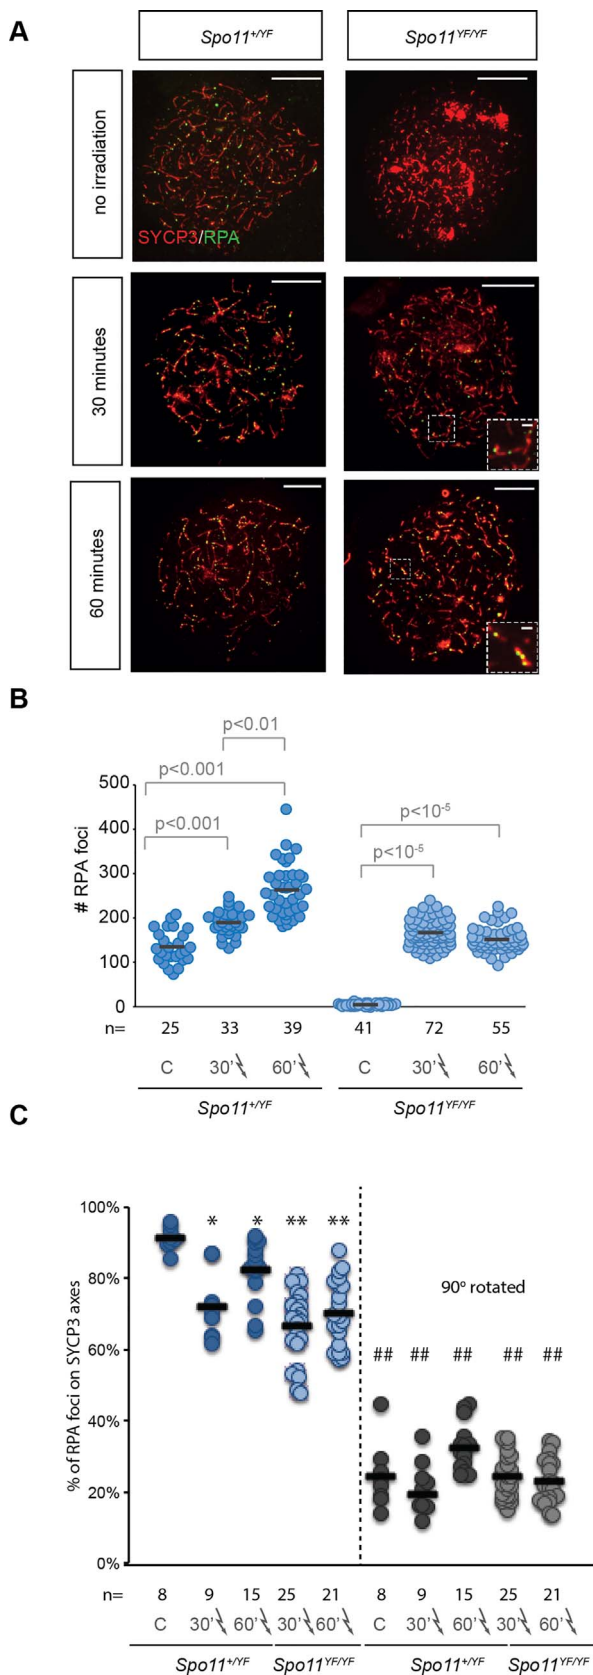 A
Spo11+/YF
Spo11YF/YF
no irradiation
SYCP3/RPA
30 minutes
60 minutes
B
p<0.01
p<0.001
p<0.001
p<10-5
p<10-5
# RPA foci
500
400
300
200
100
0
n= 25 33 39 41 72 55
C 30' 60' C 30' 60'
Spo11+/YF Spo11YF/YF
C
% of RPA foci on SYCP3 axes
100%
80%
60%
40%
20%
0%
* * ** **
90º rotated
## ## ## ## ##
n= 8 9 15 25 21 8 9 15 25 21
C 30' 60' 30' 60' C 30' 60' 30' 60'
Spo11+/YF Spo11YF/YF Spo11+/YF Spo11YF/YF